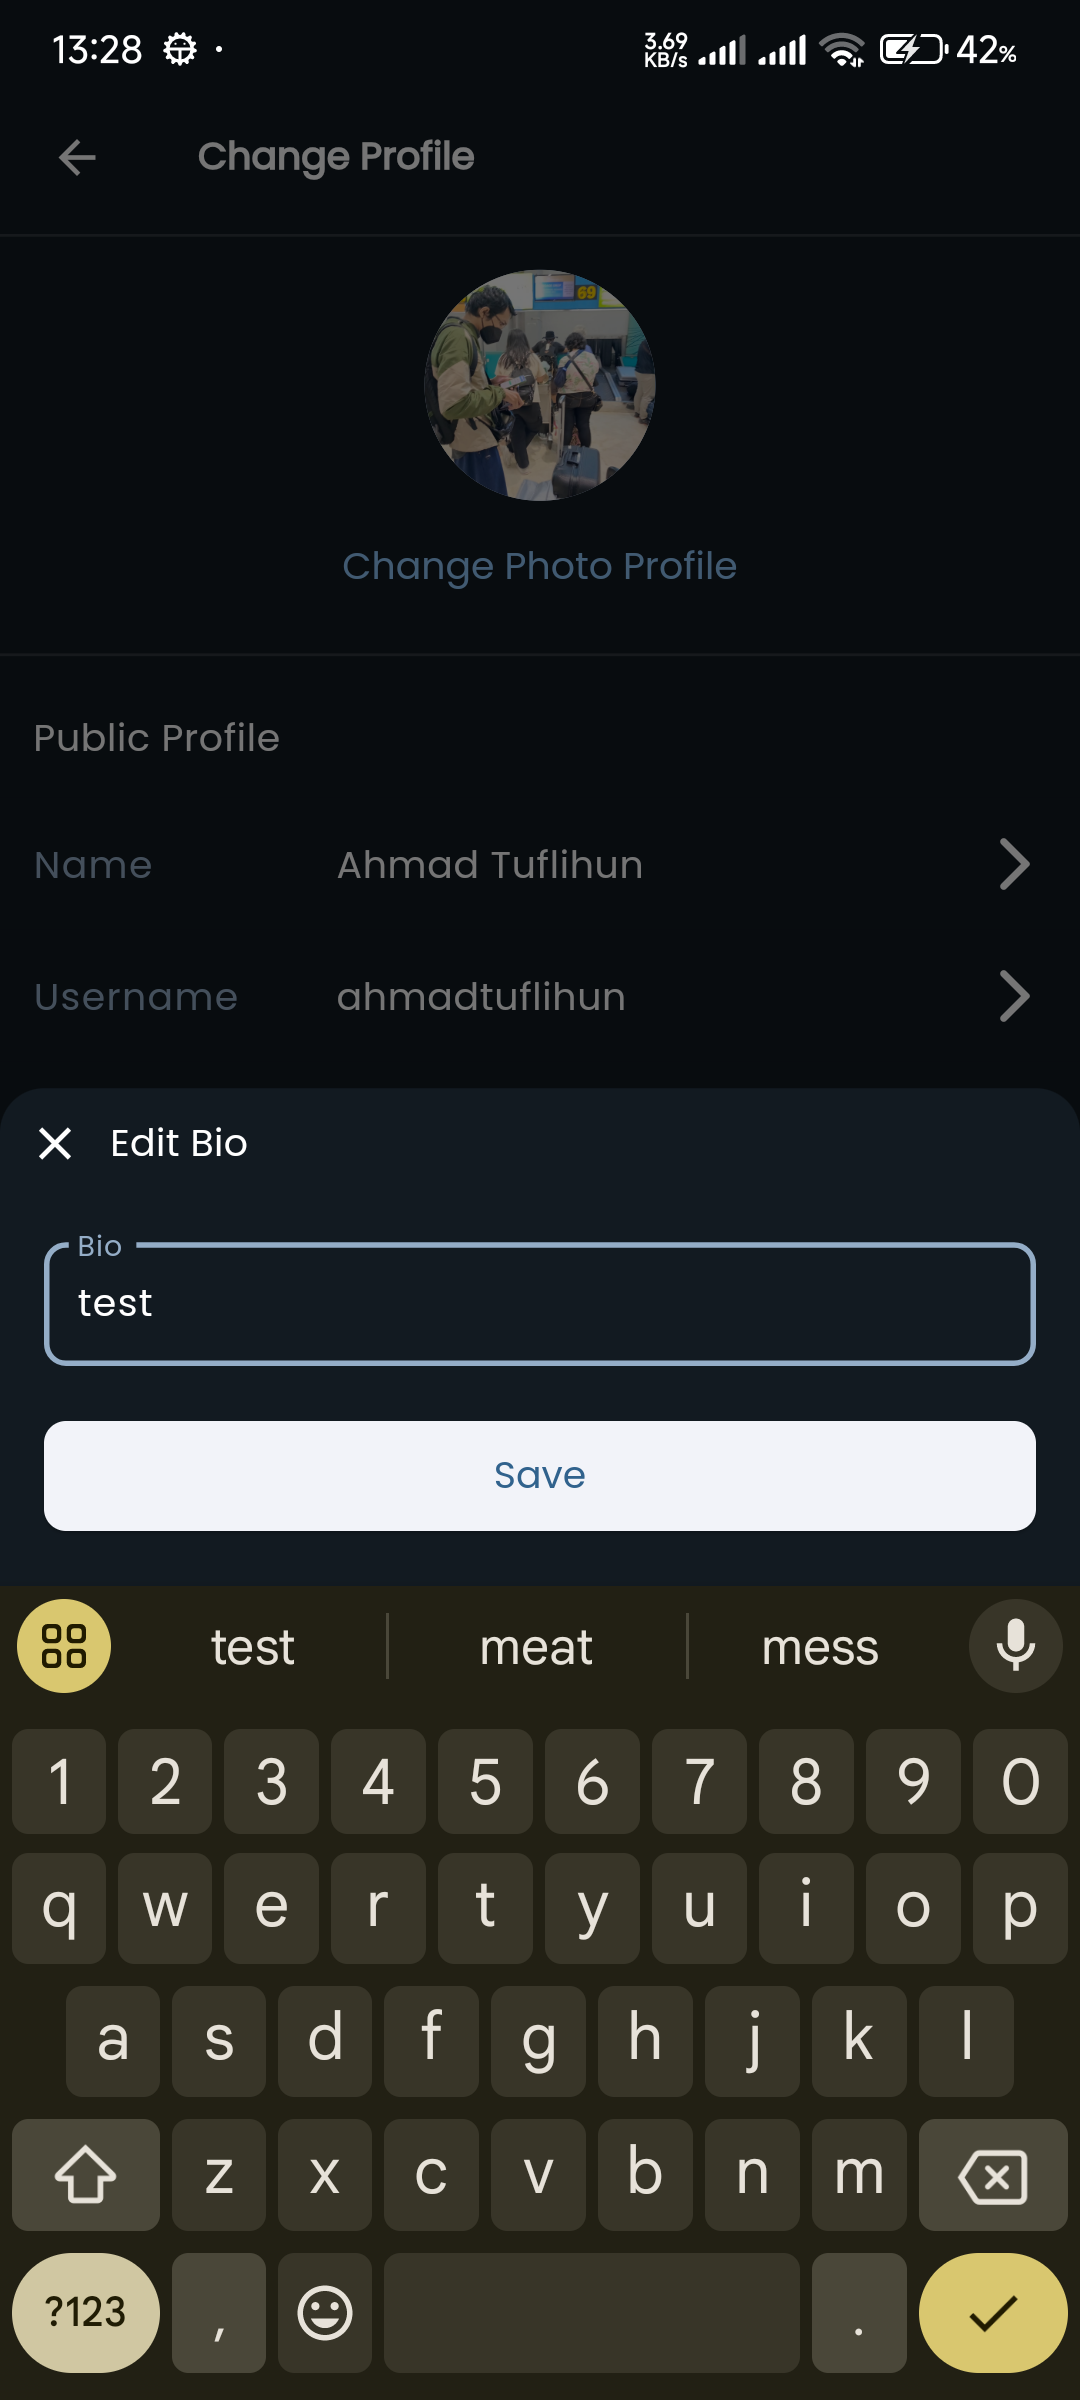 13:28
3.69
KB/s
42%
Change Profile
69
Change Photo Profile
Public Profile
Name Ahmad Tuflihun
Username ahmadtuflihun
Edit Bio
Bio
test
Save
test meat mess
1 2 3 4 5 6 7 8 9 0
q w e r t y u i o p
a s d f g h j k l
z x c v b n m
?123 , .